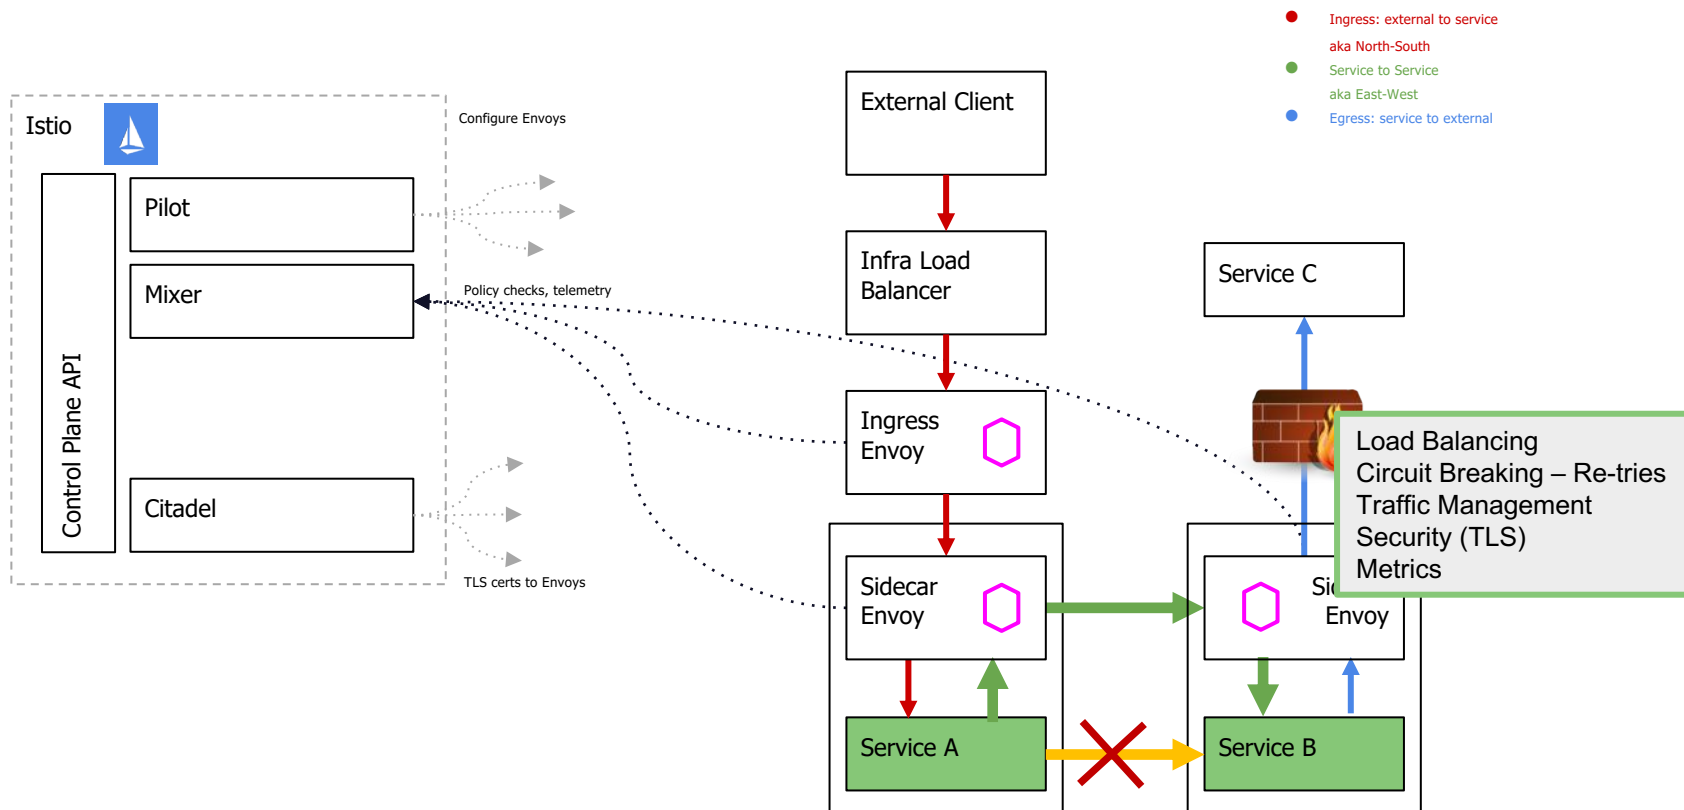 Ingress: external to service
aka North-South
Service to Service
aka East-West
Egress: service to external
Istio
Configure Envoys
Control Plane API
Pilot
Mixer
Policy checks, telemetry
Citadel
TLS certs to Envoys
External Client
Infra Load
Balancer
Ingress
Envoy
Sidecar
Envoy
Service A
Service C
Load Balancing
Circuit Breaking – Re-tries
Traffic Management
Security (TLS)
Metrics
Envoy
Service B